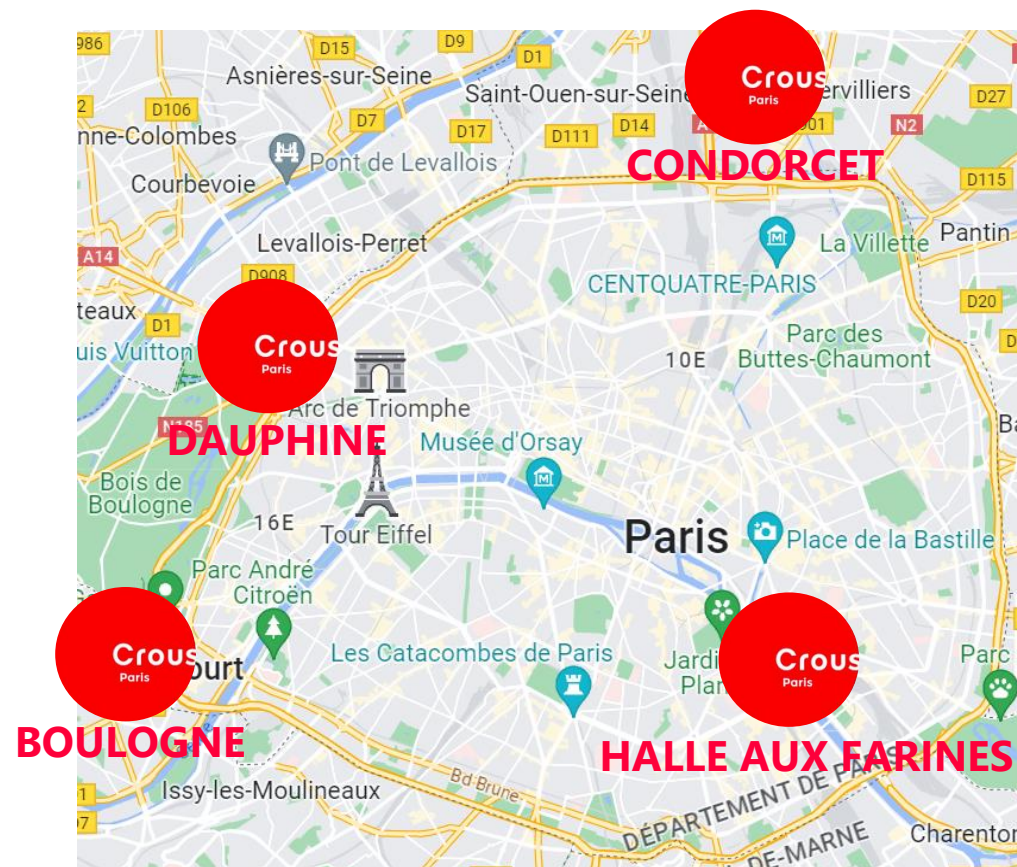 986
D15
D9
D1
Asnières-sur-Seine
Saint-Ouen-sur-Seine
Crous
Paris
ervilliers
D27
2
D106
D7
D17
D111
D14
A
D901
N2
nne-Colombes
Pont de Levallois
CONDORCET
Courbevoie
D115
Levallois-Perret
La Villette
Pantin
A14
D908
CENTQUATRE-PARIS
D20
teaux
D1
uis Vuitton
Crous
Paris
Parc des
Buttes-Chaumont
10E
D
Arc de Triomphe
N185
DAUPHINE
Musée d'Orsay
Ba
Bois de
Boulogne
16E
Tour Eiffel
Paris
Place de la Bastille
Parc André
Citroën
G
Crous
Paris
ourt
Les Catacombes de Paris
Jardi
Plan
Crous
Paris
Parc
BOULOGNE
HALLE AUX FARINES
1
Issy-les-Moulineaux
Bd Brune
DÉPARTEMENT DE PARIS
7
DE-MARNE
Charenton